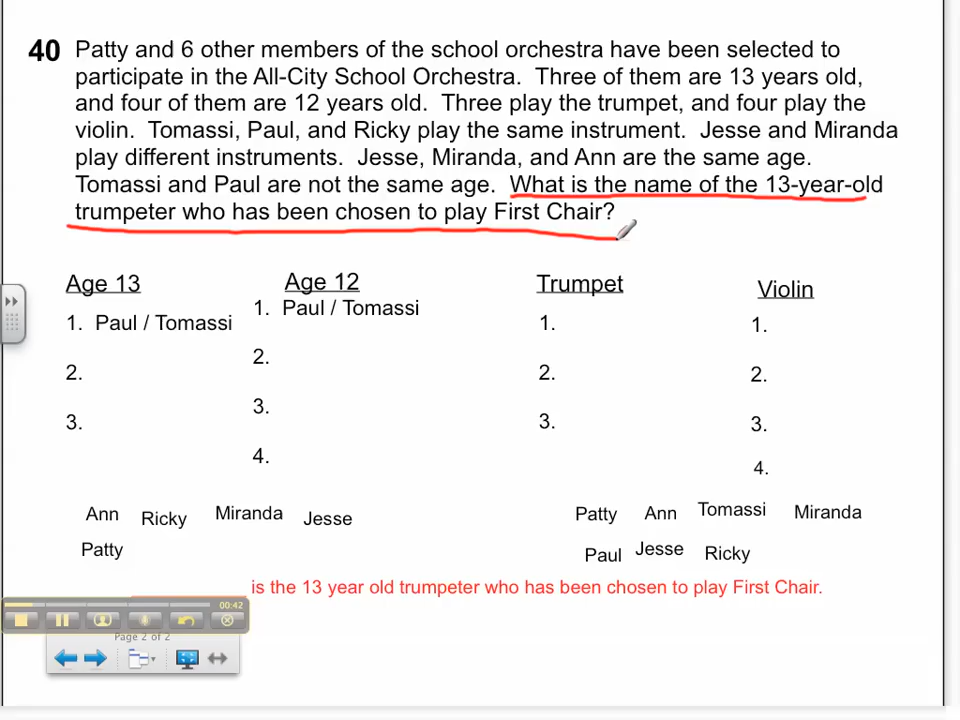 40 Patty and 6 other members of the school orchestra have been selected to
participate in the All-City School Orchestra. Three of them are 13 years old,
and four of them are 12 years old. Three play the trumpet, and four play the
violin. Tomassi, Paul, and Ricky play the same instrument. Jesse and Miranda
play different instruments. Jesse, Miranda, and Ann are the same age.
Tomassi and Paul are not the same age. What is the name of the 13-year-old
trumpeter who has been chosen to play First Chair?
Age 13
1. Paul / Tomassi
2.
3.
Age 12
1. Paul / Tomassi
2.
3.
4.
Trumpet
1.
2.
3.
Violin
1.
2.
3.
4.
Ann Ricky Miranda Jesse
Patty
Patty Ann Tomassi Miranda
Paul Jesse Ricky
is the 13 year old trumpeter who has been chosen to play First Chair.
00:42
Page 2 of 2